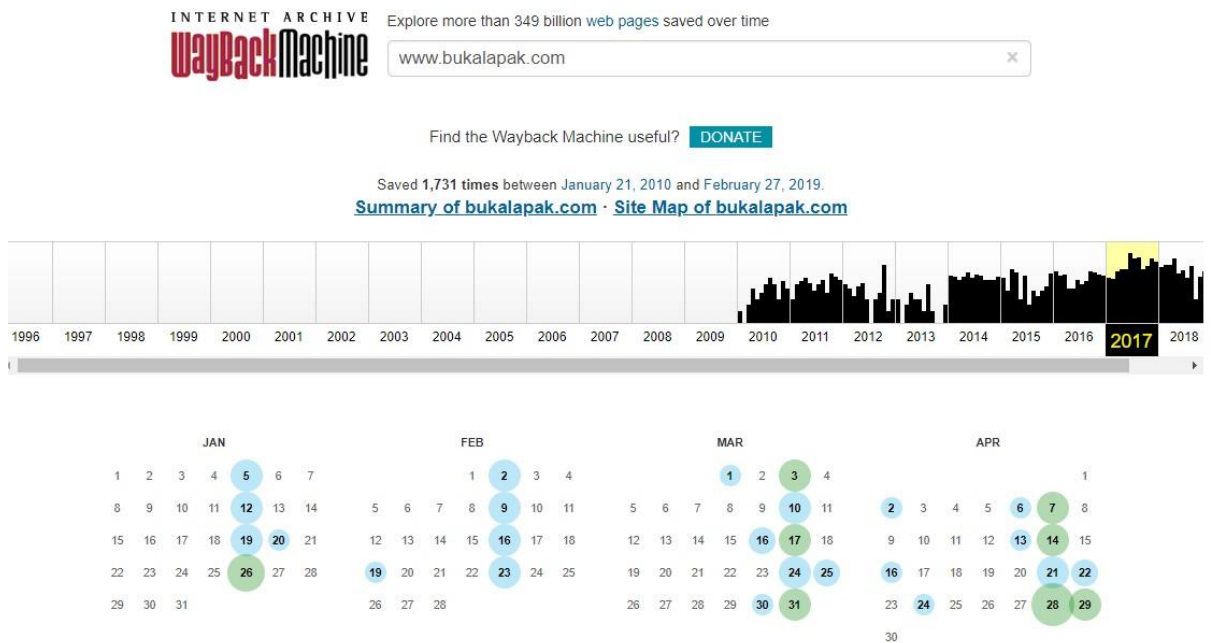 INTERNET ARCHIVE
WayBackMachine
Explore more than 349 billion web pages saved over time
www.bukalapak.com ×
Find the Wayback Machine useful? DONATE
Saved 1,731 times between January 21, 2010 and February 27, 2019.
Summary of bukalapak.com · Site Map of bukalapak.com
1996 1997 1998 1999 2000 2001 2002 2003 2004 2005 2006 2007 2008 2009 2010 2011 2012 2013 2014 2015 2016 2017 2018
JAN
1 2 3 4 5 6 7
8 9 10 11 12 13 14
15 16 17 18 19 20 21
22 23 24 25 26 27 28
29 30 31
FEB
1 2 3 4
5 6 7 8 9 10 11
12 13 14 15 16 17 18
19 20 21 22 23 24 25
26 27 28
MAR
1 2 3 4
5 6 7 8 9 10 11
12 13 14 15 16 17 18
19 20 21 22 23 24 25
26 27 28 29 30 31
APR
1
2 3 4 5 6 7 8
9 10 11 12 13 14 15
16 17 18 19 20 21 22
23 24 25 26 27 28 29
30